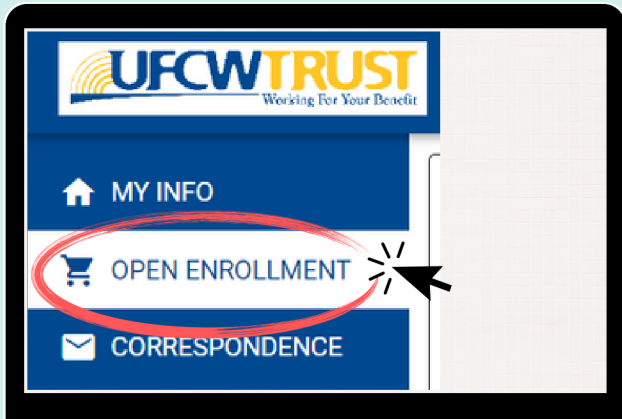 UFCWTRUST
Working For Your Benefit
MY INFO
OPEN ENROLLMENT
CORRESPONDENCE